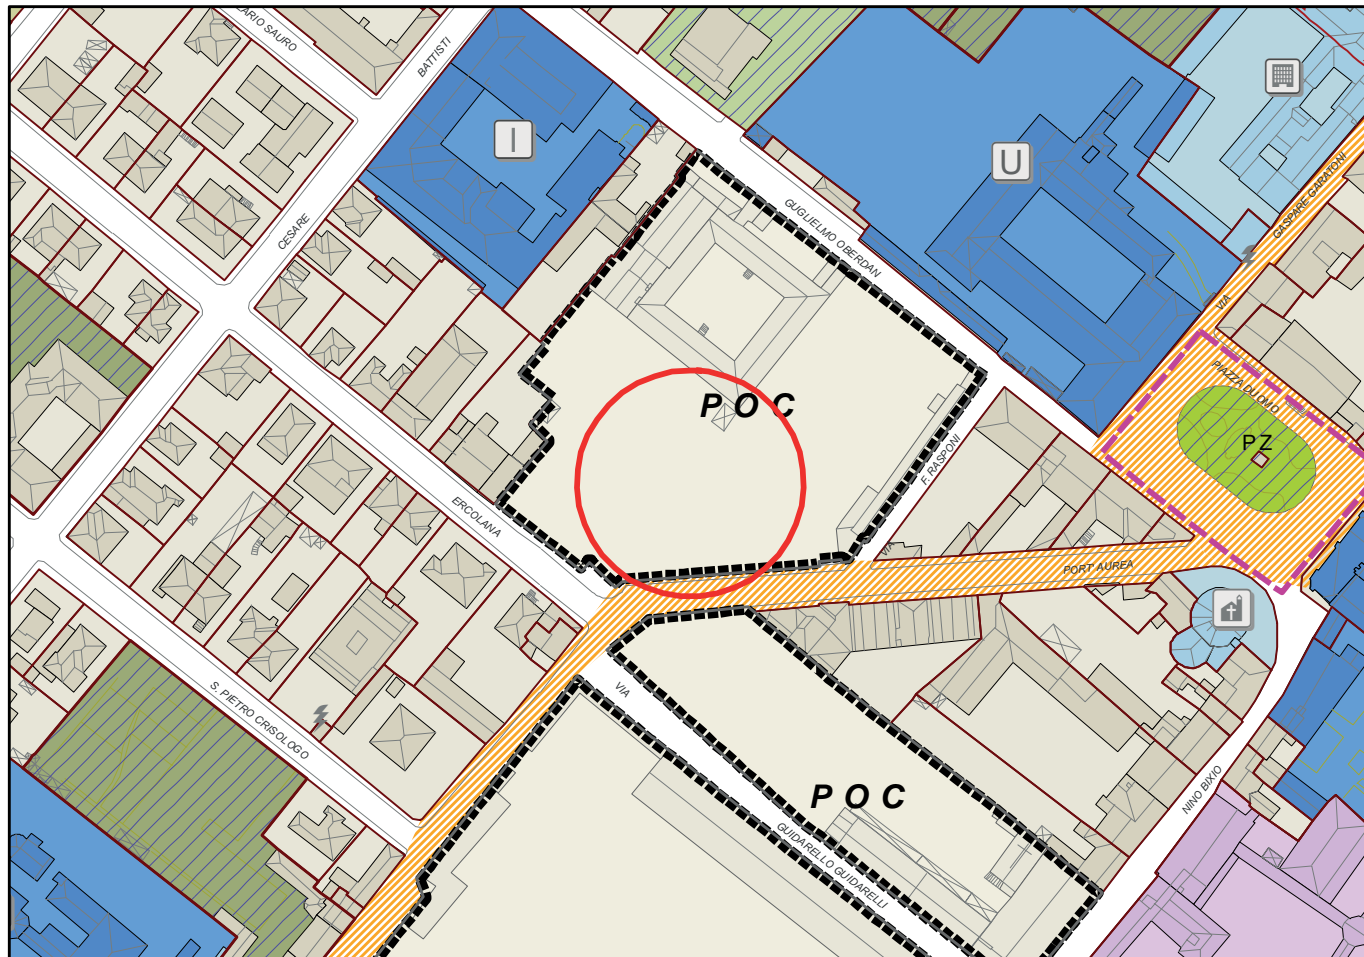 ARIO SAURO
BATTISTI
I
U
GASPARE GARATONI
CESARE
GUGLIELMO OBERDAN
VIA
PIAZZA DUOMO
P O C
PZ
F. RASPONI
ERCOLANA
VIA
PORT' AUREA
VIA
S. PIETRO CRISOLOGO
NINO BIXIO
P O C
GUIDARELLO GUIDARELLI